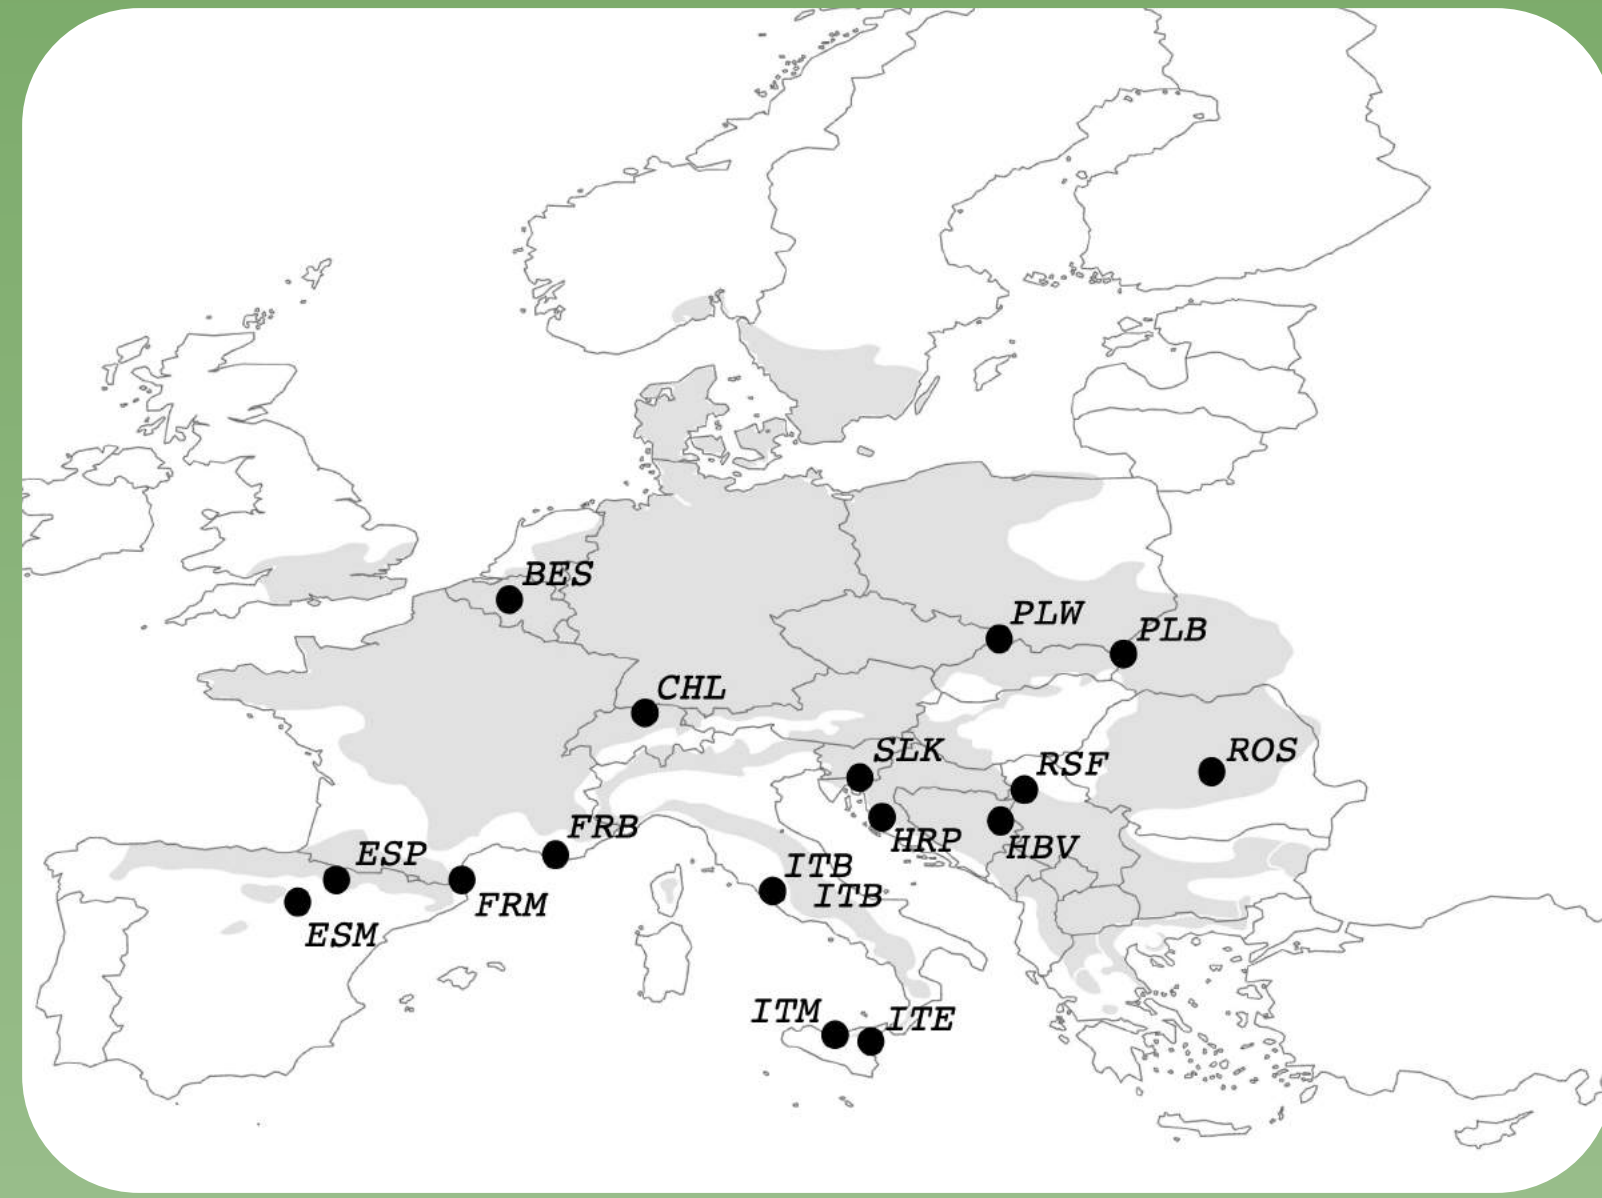 BES
PLW
PLB
CHL
SLK
RSF
ROS
FRB
HRP
HBV
ESP
ITB
ITB
FRM
ESM
ITM
ITE